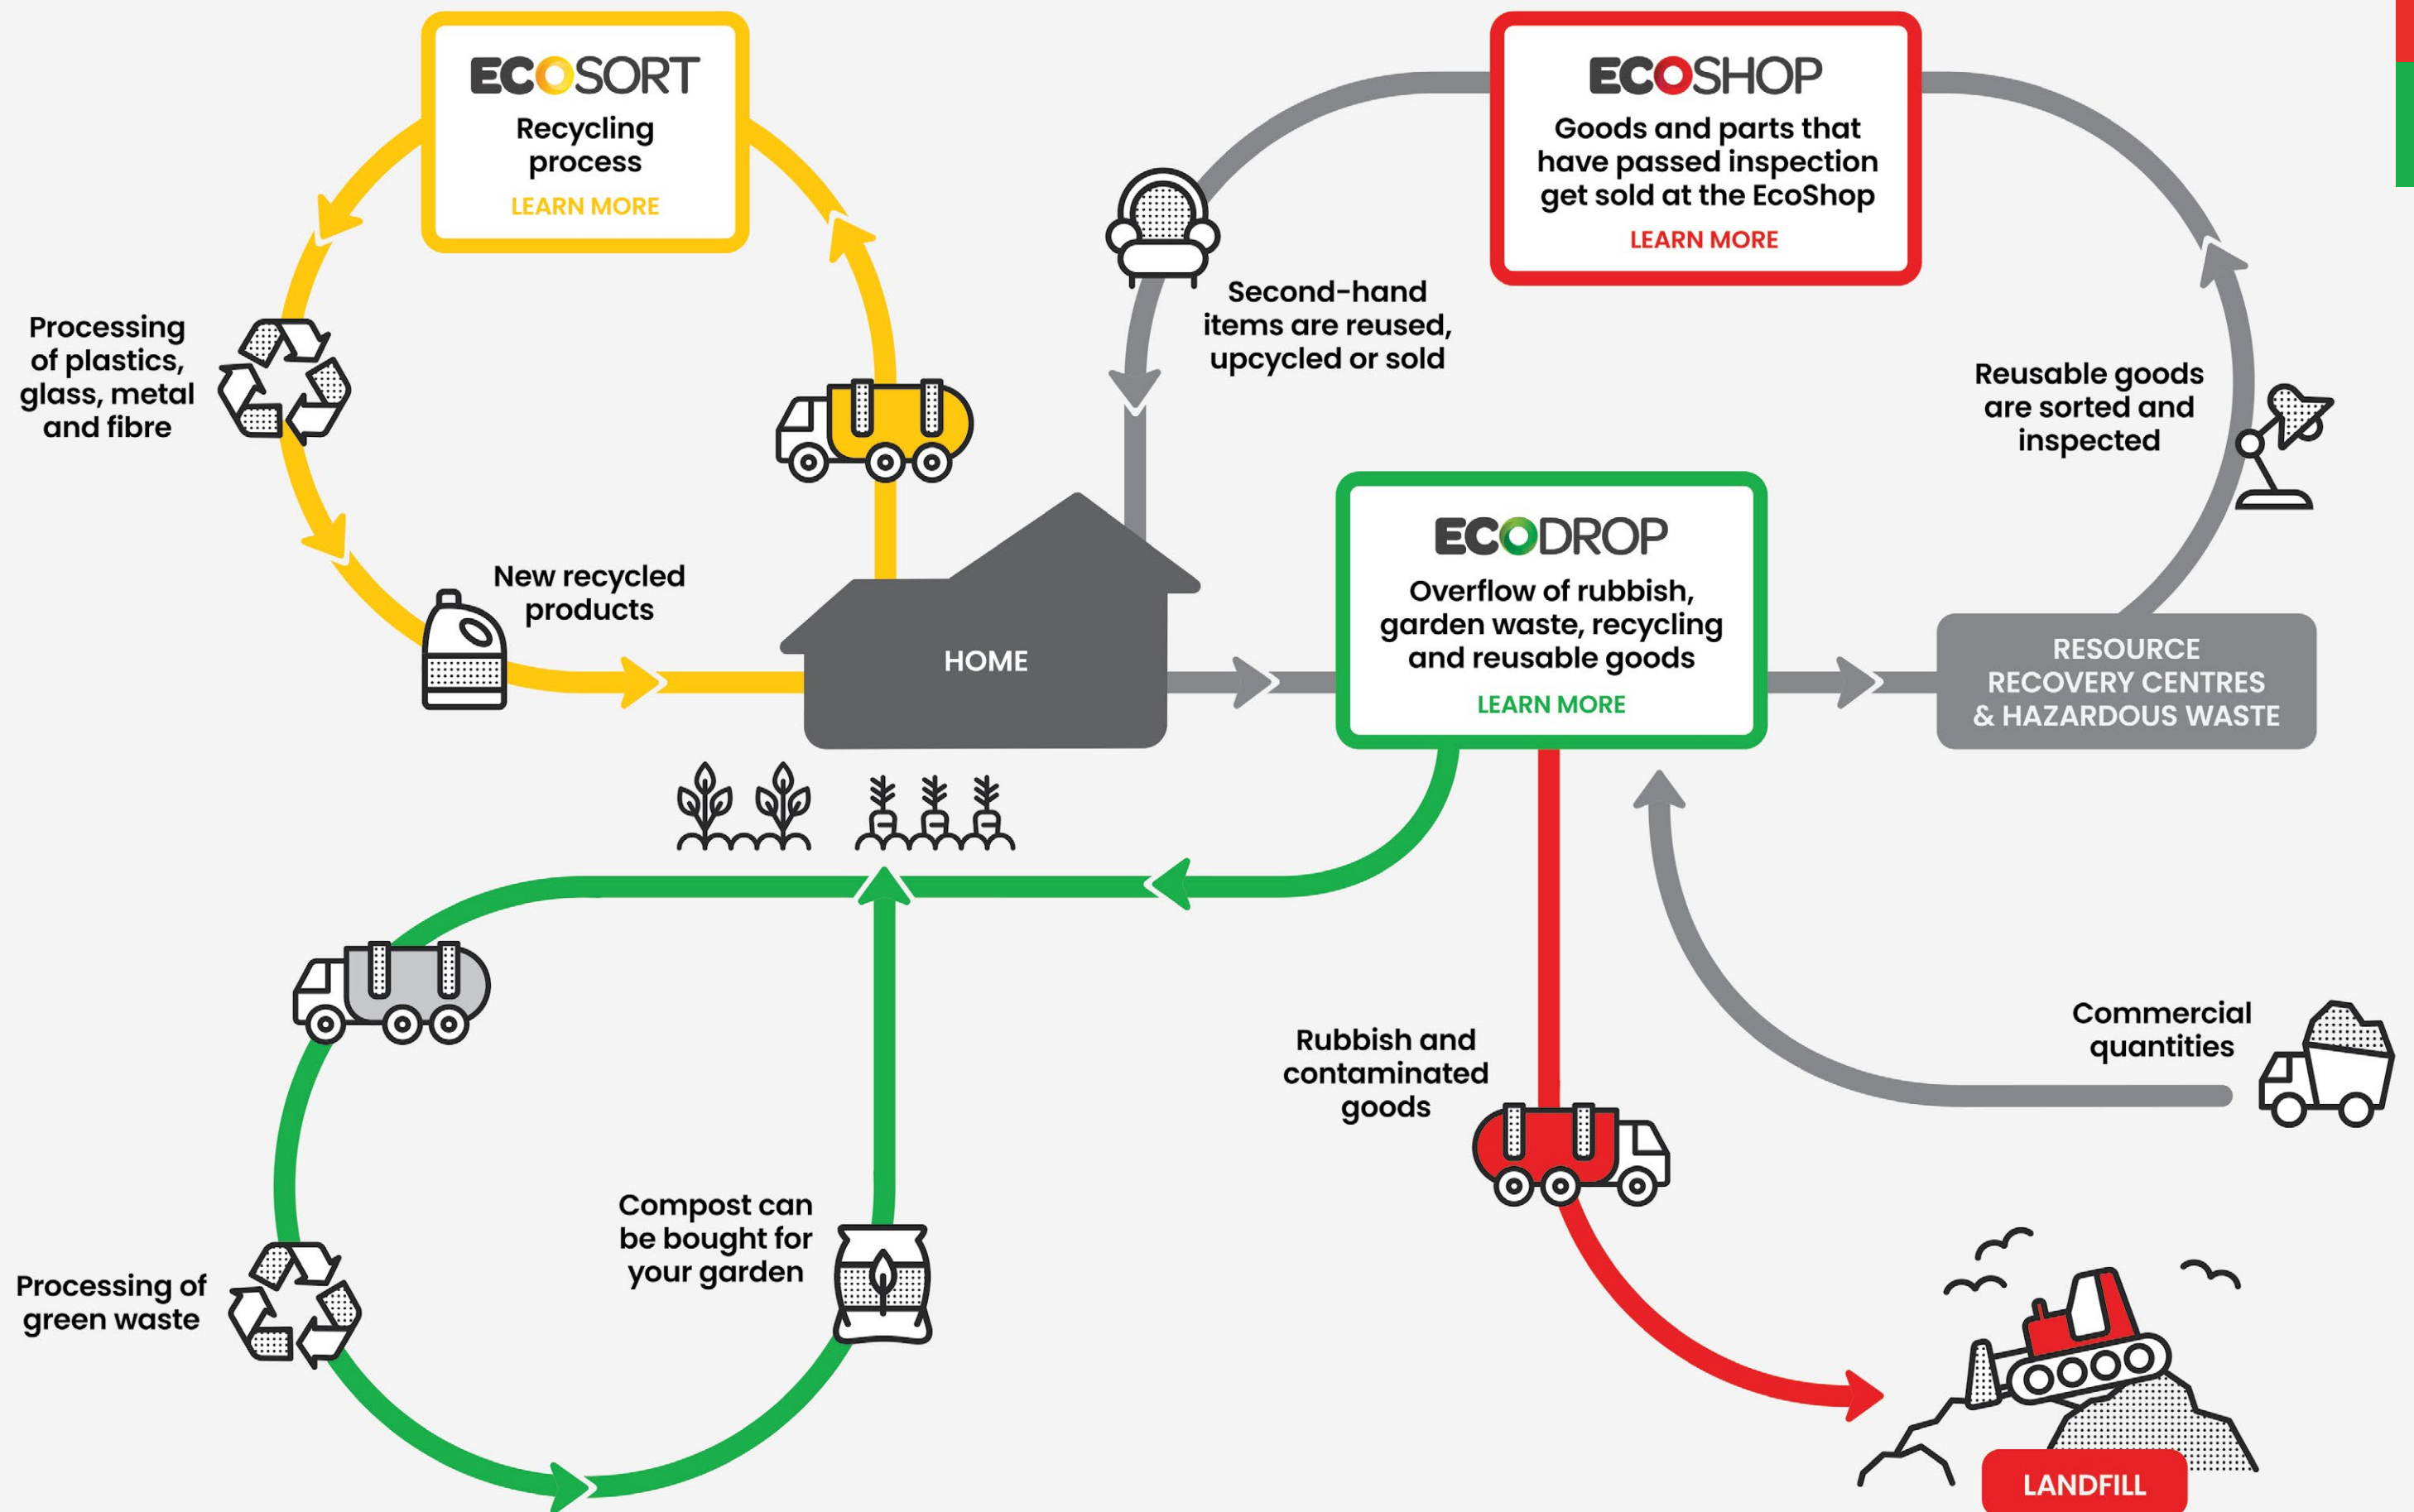 ECOSORT
Recycling
process
LEARN MORE
ECOSHOP
Goods and parts that
have passed inspection
get sold at the EcoShop
LEARN MORE
Second-hand
items are reused,
upcycled or sold
Processing
of plastics,
glass, metal
and fibre
Reusable goods
are sorted and
inspected
New recycled
products
HOME
ECODROP
Overflow of rubbish,
garden waste, recycling
and reusable goods
LEARN MORE
RESOURCE
RECOVERY CENTRES
& HAZARDOUS WASTE
Commercial
quantities
Rubbish and
contaminated
goods
Compost can
be bought for
your garden
Processing of
green waste
LANDFILL